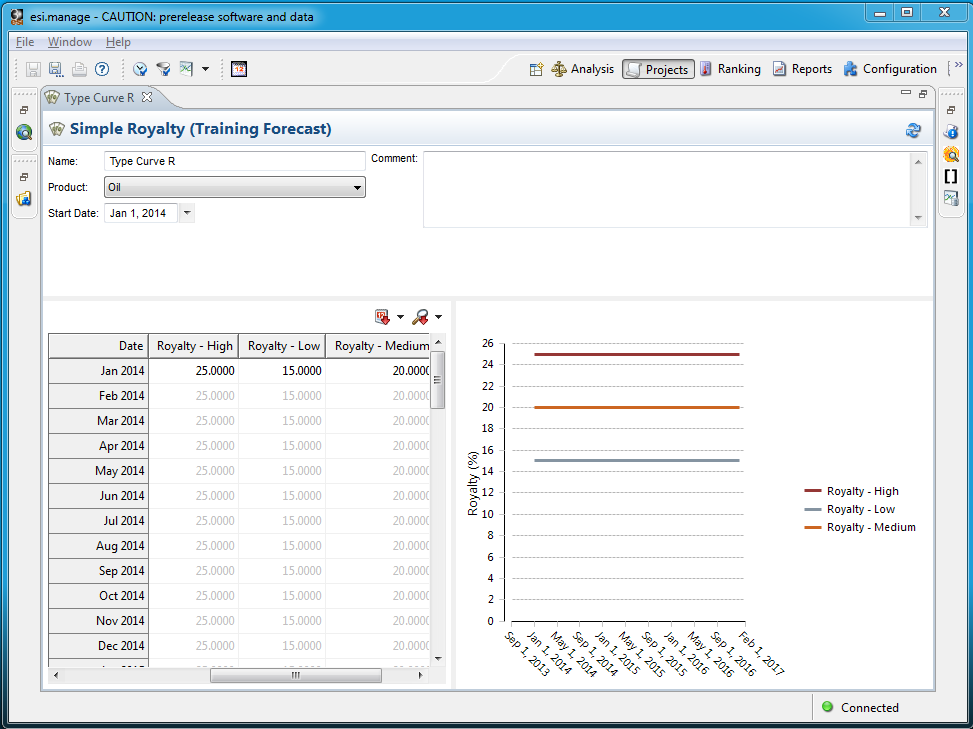 esi.manage - CAUTION: prerelease software and data
File Window Help
12 Analysis Projects Ranking Reports Configuration »
Type Curve R
Simple Royalty (Training Forecast)
Name: Type Curve R Comment:
Product: Oil
Start Date: Jan 1, 2014
Date Royalty - High Royalty - Low Royalty - Medium
Jan 2014 25.0000 15.0000 20.0000
Feb 2014 25.0000 15.0000 20.0000
Mar 2014 25.0000 15.0000 20.0000
Apr 2014 25.0000 15.0000 20.0000
May 2014 25.0000 15.0000 20.0000
Jun 2014 25.0000 15.0000 20.0000
Jul 2014 25.0000 15.0000 20.0000
Aug 2014 25.0000 15.0000 20.0000
Sep 2014 25.0000 15.0000 20.0000
Oct 2014 25.0000 15.0000 20.0000
Nov 2014 25.0000 15.0000 20.0000
Dec 2014 25.0000 15.0000 20.0000
26
24
22
20
18
16
14
12
10
8
6
4
2
0
Royalty (%)
Sep 1, 2013
Jan 1, 2014
May 1, 2014
Sep 1, 2014
Jan 1, 2015
May 1, 2015
Sep 1, 2015
Jan 1, 2016
May 1, 2016
Sep 1, 2016
Feb 1, 2017
Royalty - High
Royalty - Low
Royalty - Medium
Connected